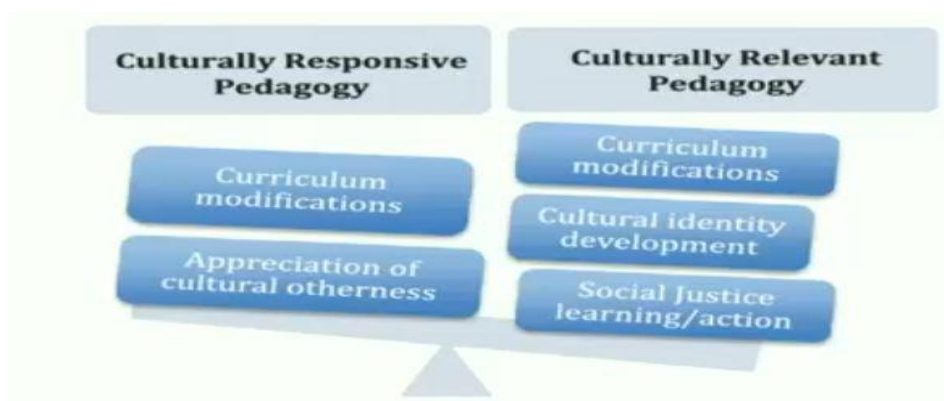 Culturally Responsive
Pedagogy
Culturally Relevant
Pedagogy
Curriculum
modifications
Appreciation of
cultural otherness
Curriculum
modifications
Cultural identity
development
Social Justice
learning/action